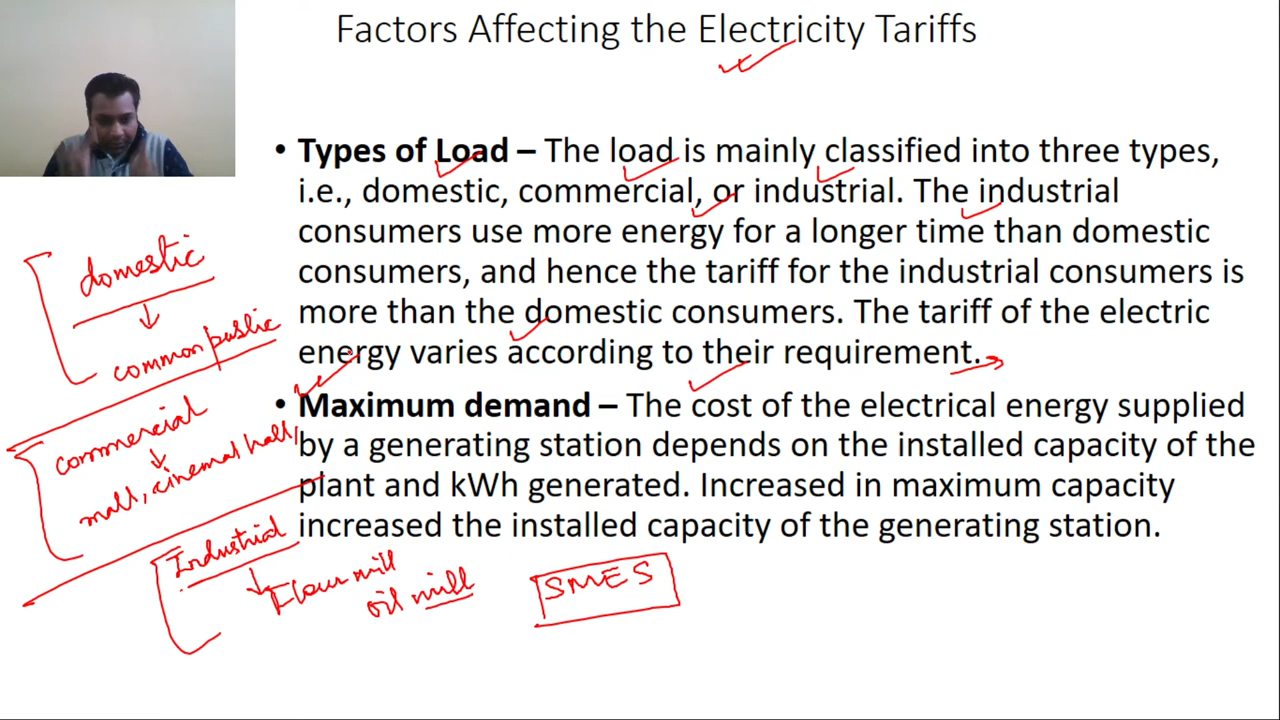 Factors Affecting the Electricity Tariffs
• Types of Load – The load is mainly classified into three types,
i.e., domestic, commercial, or industrial. The industrial
consumers use more energy for a longer time than domestic
consumers, and hence the tariff for the industrial consumers is
more than the domestic consumers. The tariff of the electric
energy varies according to their requirement.
• Maximum demand – The cost of the electrical energy supplied
by a generating station depends on the installed capacity of the
plant and kWh generated. Increased in maximum capacity
increased the installed capacity of the generating station.
domestic
common public
commercial
mall, cinemal hall,
Industrial
Flour mill
oil mill
SMES